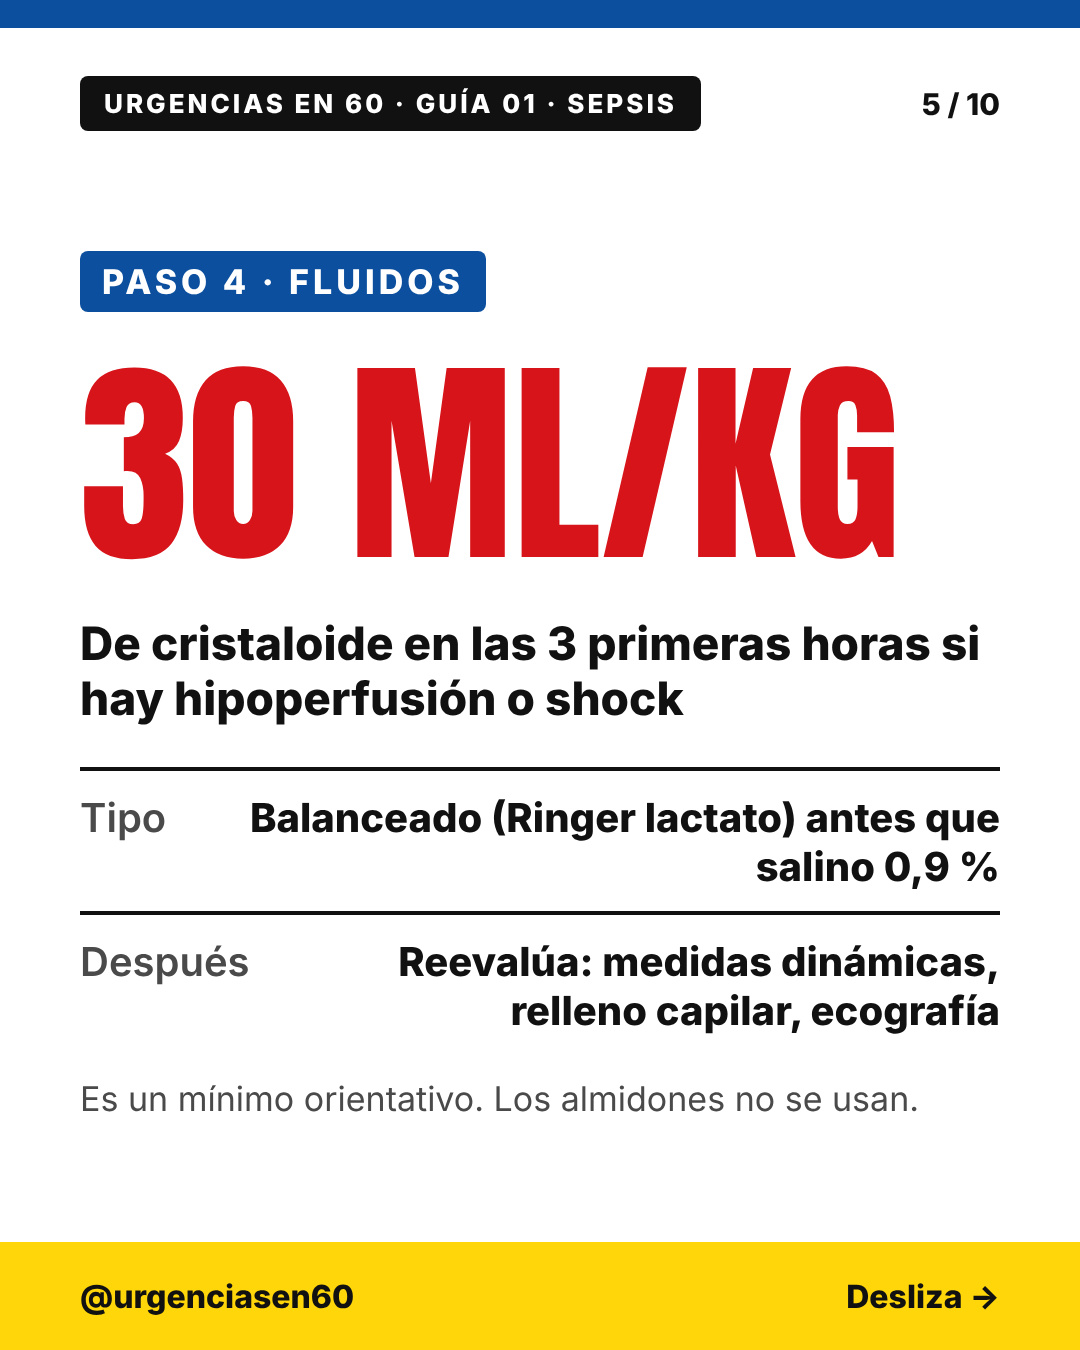 URGENCIAS EN 60 · GUÍA 01 · SEPSIS
5 / 10
PASO 4 · FLUIDOS
30 ML/KG
De cristaloide en las 3 primeras horas si
hay hipoperfusión o shock
Tipo
Balanceado (Ringer lactato) antes que
salino 0,9 %
Después
Reevalúa: medidas dinámicas,
relleno capilar, ecografía
Es un mínimo orientativo. Los almidones no se usan.
@urgenciasen60
Desliza →